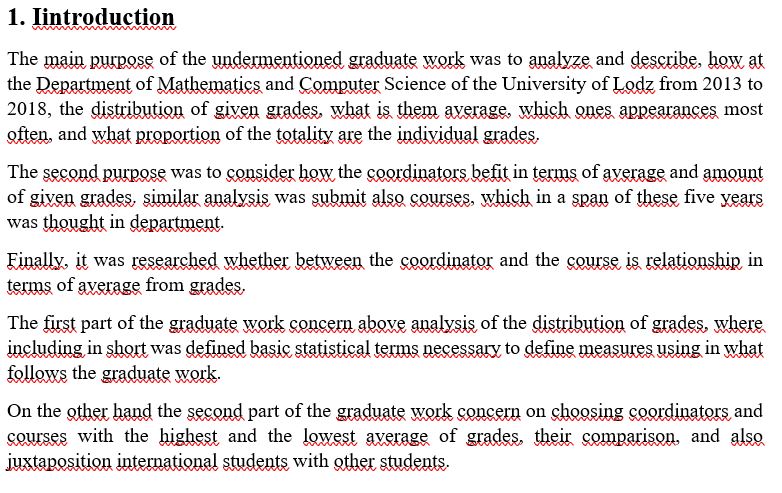 1. Iintroduction
The main purpose of the undermentioned graduate work was to analyze and describe, how at
the Department of Mathematics and Computer Science of the University of Lodz from 2013 to
2018, the distribution of given grades, what is them average, which ones appearances most
often, and what proportion of the totality are the individual grades.
The second purpose was to consider how the coordinators befit in terms of average and amount
of given grades. similar analysis was submit also courses, which in a span of these five years
was thought in department.
Finally, it was researched whether between the coordinator and the course is relationship in
terms of average from grades.
The first part of the graduate work concern above analysis of the distribution of grades, where
including in short was defined basic statistical terms necessary to define measures using in what
follows the graduate work.
On the other hand the second part of the graduate work concern on choosing coordinators and
courses with the highest and the lowest average of grades, their comparison, and also
juxtaposition international students with other students.